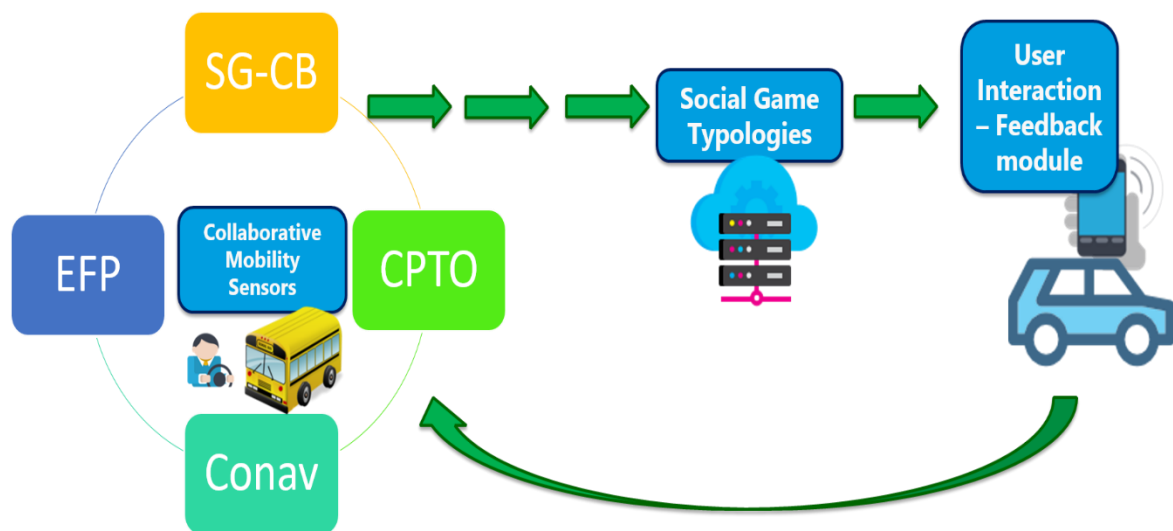 SG-CB
EFP
Collaborative
Mobility
Sensors
CPTO
Conav
Social Game
Typologies
User
Interaction
– Feedback
module